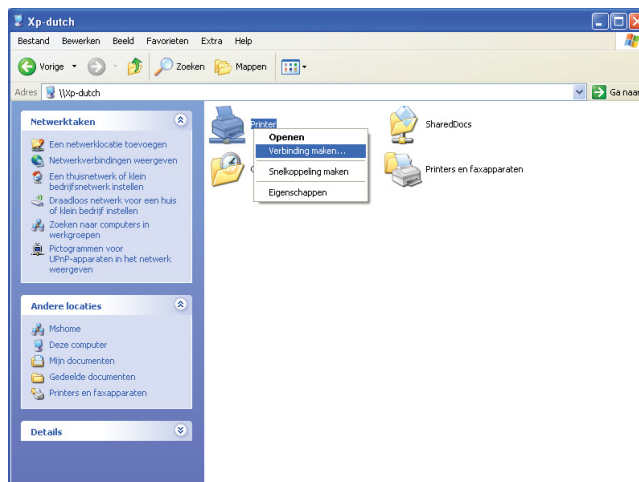 Xp-dutch
Bestand Bewerken Beeld Favorieten Extra Help
Vorige Zoeken Mappen
Adres \\Xp-dutch Ga naar
Netwerktaken
Een netwerklocatie toevoegen
Netwerkverbindingen weergeven
Een thuisnetwerk of klein
bedrijfsnetwerk instellen
Draadloos netwerk voor een huis
of klein bedrijf instellen
Zoeken naar computers in
werkgroepen
Pictogrammen voor
UPnP-apparaten in het netwerk
weergeven
Andere locaties
Mshome
Deze computer
Mijn documenten
Gedeelde documenten
Printers en faxapparaten
Details
Printer
Openen
Verbinding maken...
Snelkoppeling maken
Eigenschappen
SharedDocs
Printers en faxapparaten